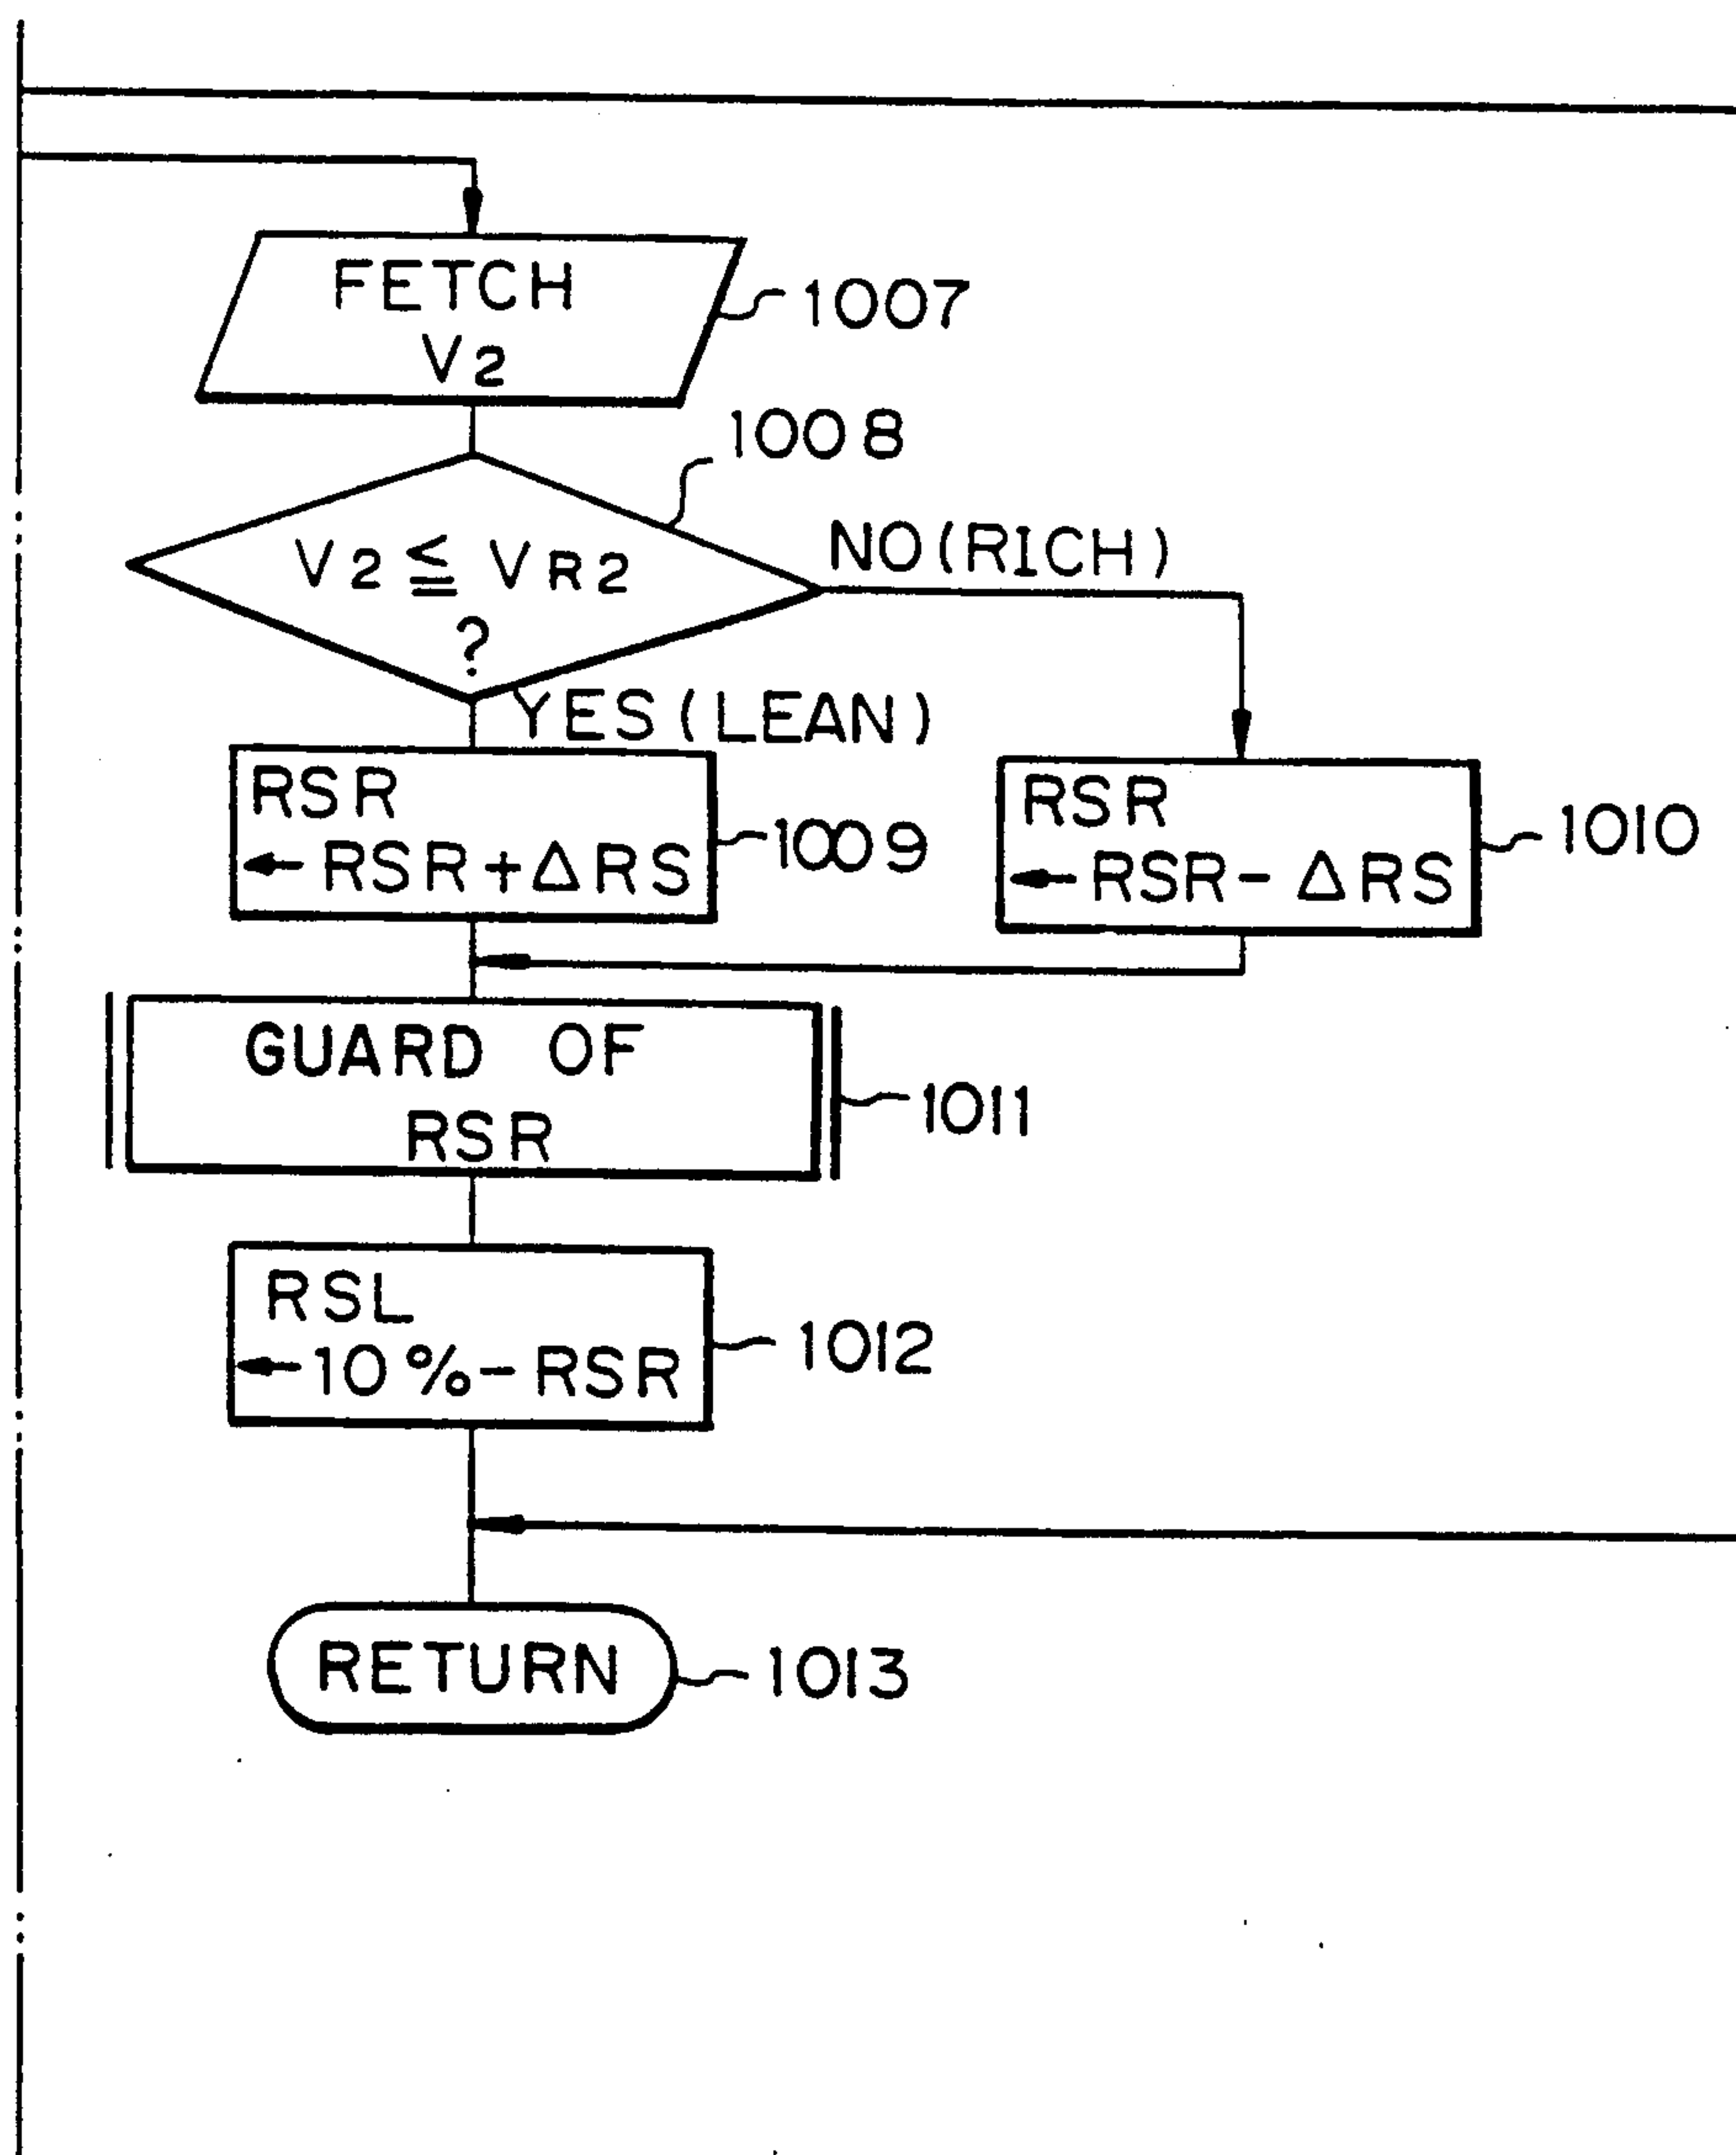 FETCH
V2
1007
1008
V2 ≦ VR2
?
NO(RICH)
YES(LEAN)
RSR
← RSR+ΔRS
1009
RSR
← RSR-ΔRS
1010
GUARD OF
RSR
1011
RSL
← 10%-RSR
1012
RETURN
1013